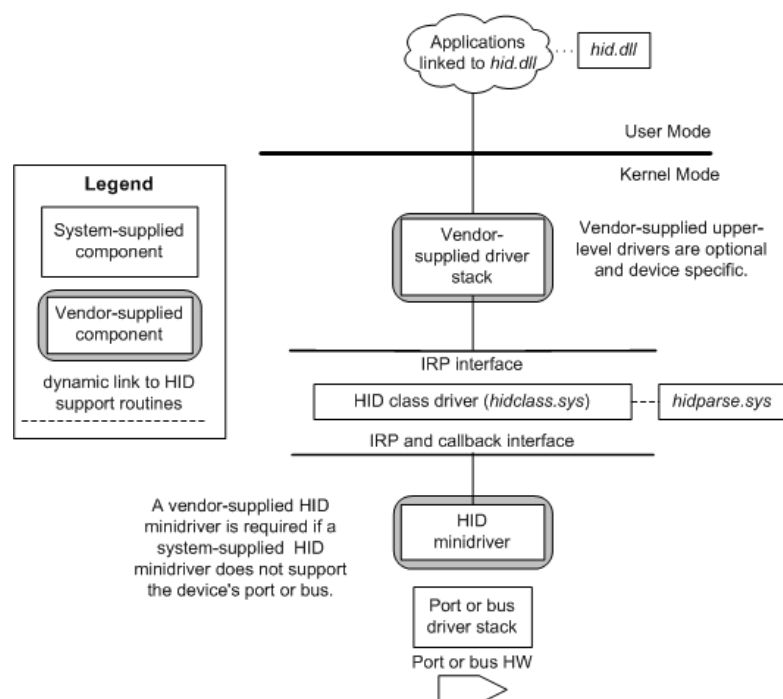 Applications
linked to hid.dll
hid.dll
User Mode
Kernel Mode
Legend
System-supplied
component
Vendor-supplied
component
dynamic link to HID
support routines
Vendor-
supplied driver
stack
Vendor-supplied upper-
level drivers are optional
and device specific.
IRP interface
HID class driver (hidclass.sys)
hidparse.sys
IRP and callback interface
A vendor-supplied HID
minidriver is required if a
system-supplied HID
minidriver does not support
the device's port or bus.
HID
minidriver
Port or bus
driver stack
Port or bus HW